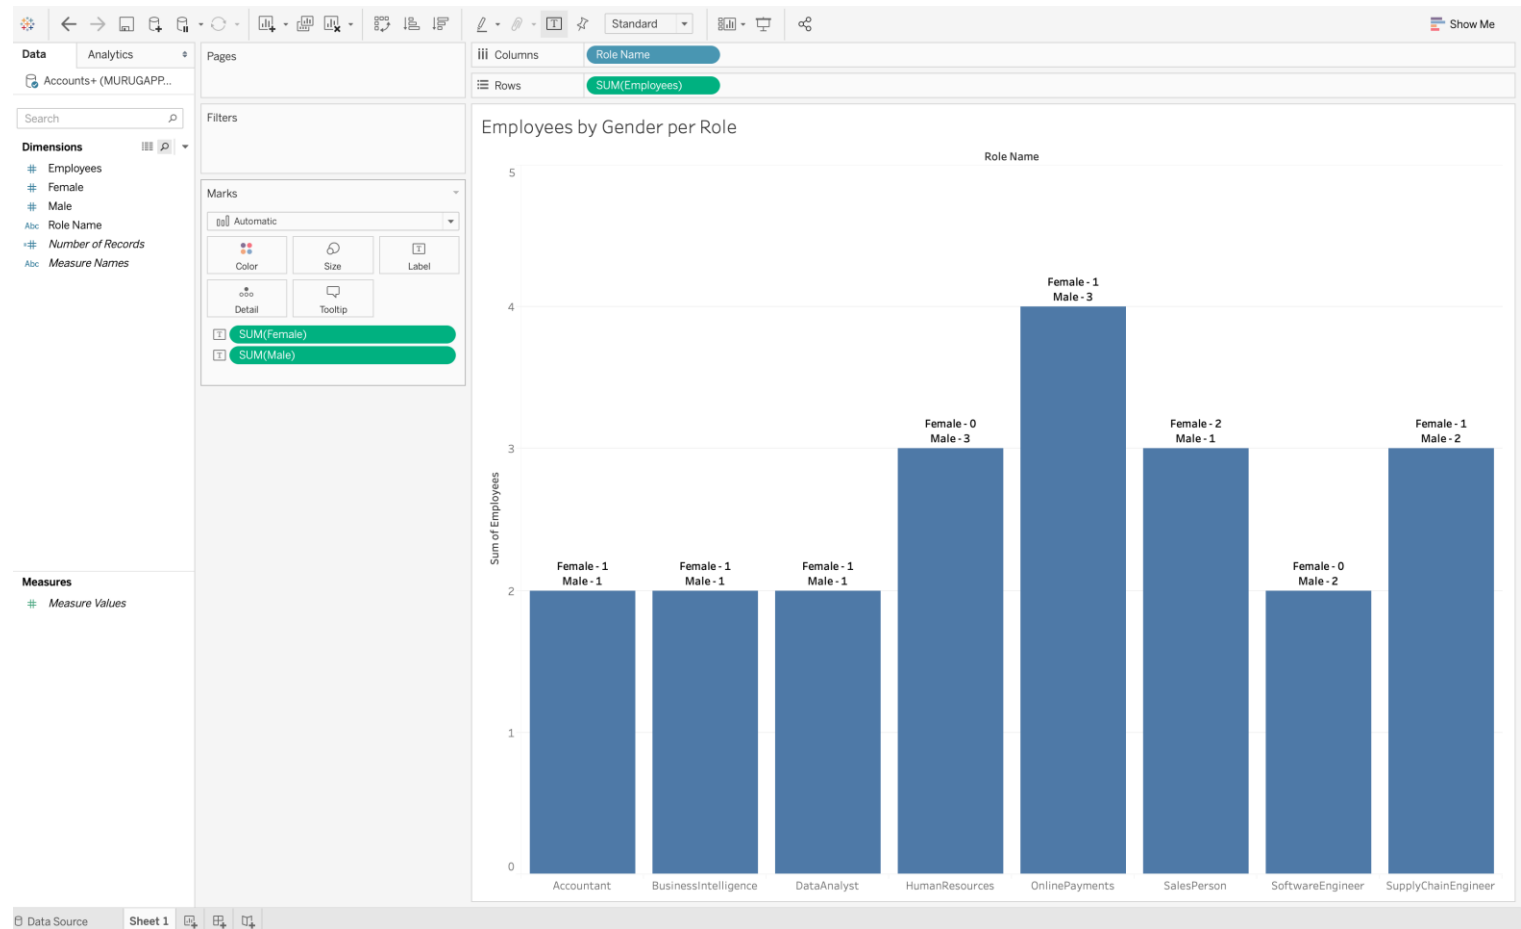 Standard
Show Me
Data
Analytics
Accounts+ (MURUGAPP...
Search
Dimensions
# Employees
# Female
# Male
Abc Role Name
=# Number of Records
Abc Measure Names
Measures
# Measure Values
Pages
Filters
Marks
Automatic
Color
Size
T
Label
Detail
Tooltip
T SUM(Female)
T SUM(Male)
Columns
Role Name
Rows
SUM(Employees)
Employees by Gender per Role
Role Name
5
4
3
2
1
0
Sum of Employees
Female - 1
Male - 1
Female - 1
Male - 1
Female - 1
Male - 1
Female - 0
Male - 3
Female - 1
Male - 3
Female - 2
Male - 1
Female - 0
Male - 2
Female - 1
Male - 2
Accountant
BusinessIntelligence
DataAnalyst
HumanResources
OnlinePayments
SalesPerson
SoftwareEngineer
SupplyChainEngineer
Data Source
Sheet 1